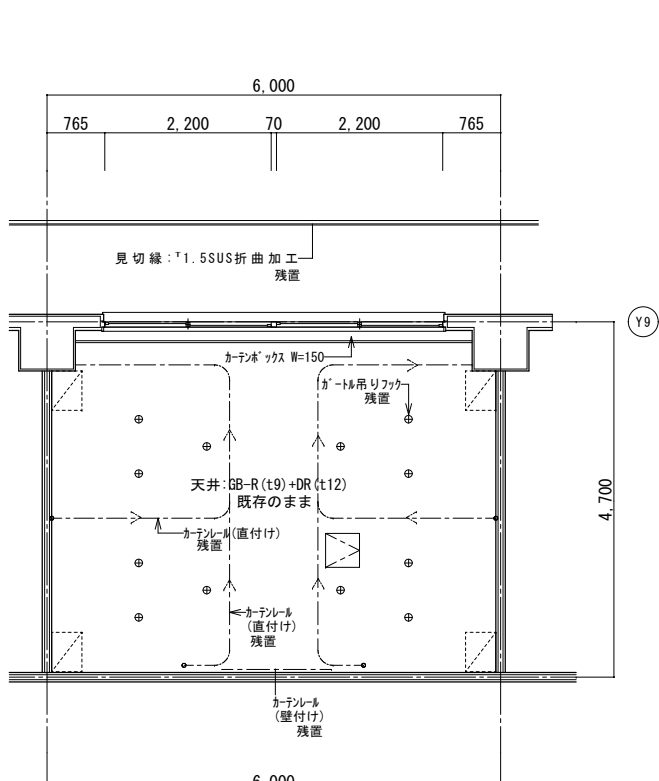 6,000
765 2,200 70 2,200 765
見切縁:ᵀ1.5SUS折曲加工
残置
Y9
ｶｰﾃﾝﾎﾞｯｸｽ W=150
ｶﾞｰﾄﾙ吊りﾌｯｸ
残置
天井:GB-R(t9)+DR(t12)
既存のまま
4,700
ｶｰﾃﾝﾚｰﾙ(直付け)
残置
ｶｰﾃﾝﾚｰﾙ
(直付け)
残置
ｶｰﾃﾝﾚｰﾙ
(壁付け)
残置
6,000